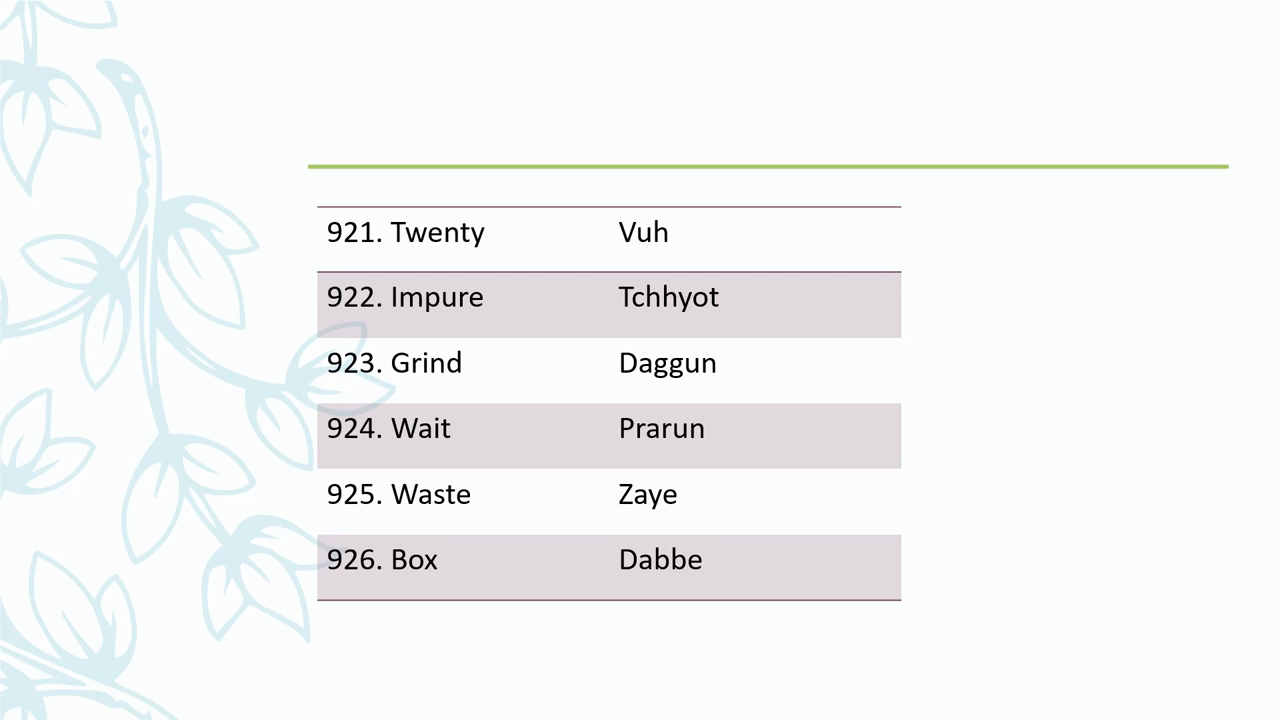 921. Twenty Vuh
922. Impure Tchhyot
923. Grind Daggun
924. Wait Prarun
925. Waste Zaye
926. Box Dabbe